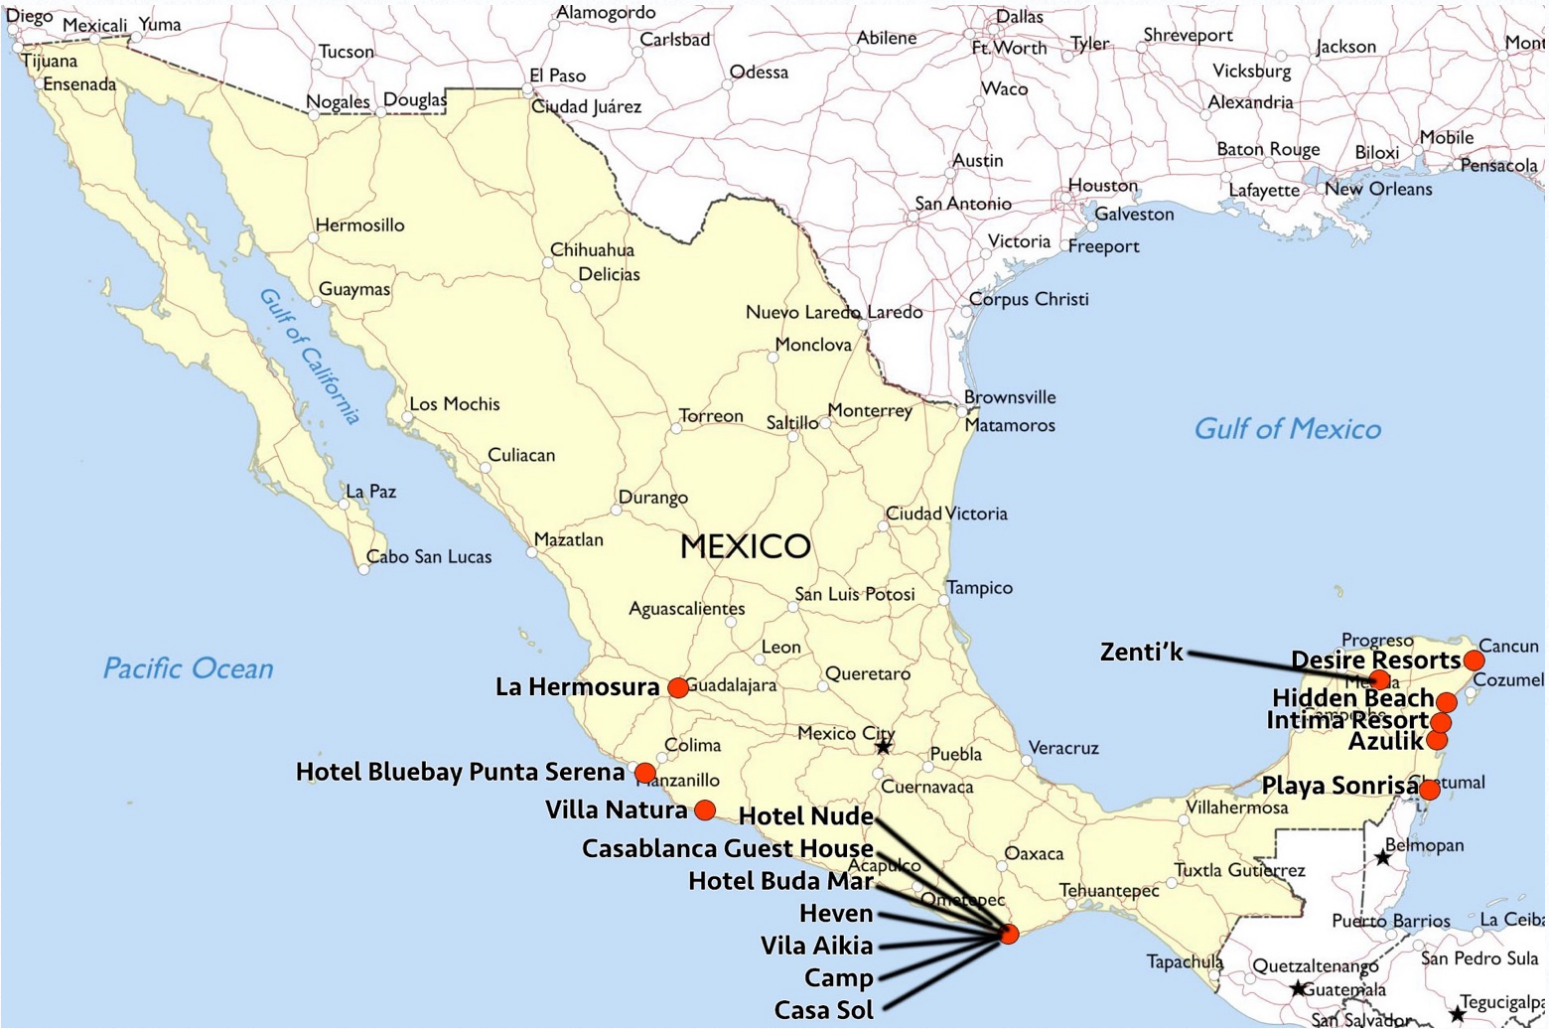 Diego
Mexicali
Yuma
Tijuana
Ensenada
Tucson
Nogales
Douglas
Alamogordo
Carlsbad
El Paso
Ciudad Juárez
Odessa
Abilene
Dallas
Ft. Worth
Tyler
Shreveport
Jackson
Mont
Vicksburg
Waco
Alexandria
Mobile
Baton Rouge
Biloxi
Pensacola
Austin
Lafayette
New Orleans
Houston
San Antonio
Galveston
Victoria
Freeport
Hermosillo
Chihuahua
Delicias
Guaymas
Gulf of California
Corpus Christi
Nuevo Laredo
Laredo
Monclova
Los Mochis
Torreon
Saltillo
Monterrey
Brownsville
Matamoros
Gulf of Mexico
Culiacan
La Paz
Durango
Ciudad Victoria
Mazatlan
MEXICO
Cabo San Lucas
Aguascalientes
San Luis Potosi
Tampico
Pacific Ocean
Leon
Queretaro
La Hermosura
Guadalajara
Zenti’k
Progreso
Cancun
Desire Resorts
Cozumel
Hidden Beach
Intima Resort
Azulik
Mexico City
Colima
Puebla
Veracruz
Hotel Bluebay Punta Serena
Manzanillo
Cuernavaca
Playa Sonrisa
Chetumal
Villa Natura
Hotel Nude
Villahermosa
Casablanca Guest House
Acapulco
Oaxaca
Belmopan
Hotel Buda Mar
Ometepec
Tehuantepec
Tuxtla Gutierrez
Heven
Puerto Barrios
La Ceiba
Vila Aikia
Tapachula
Quetzaltenango
San Pedro Sula
Camp
Guatemala
Casa Sol
San Salvador
Tegucigalpa